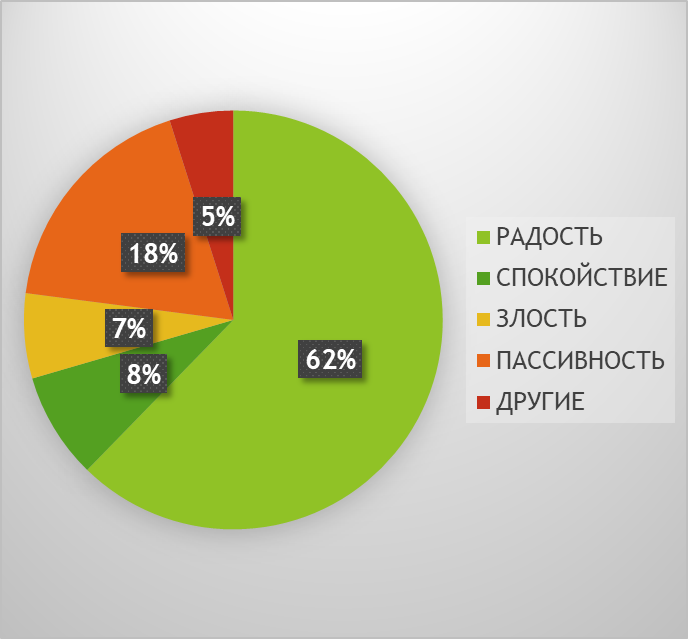 5%
18%
7%
8%
62%
РАДОСТЬ
СПОКОЙСТВИЕ
ЗЛОСТЬ
ПАССИВНОСТЬ
ДРУГИЕ